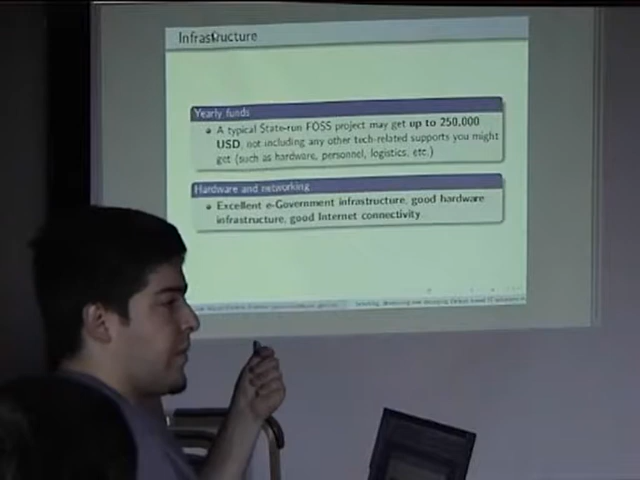 Infrastructure
Yearly funds
A typical State-run FOSS project may get up to 250.000
USD, not including any other tech-related supports you might
get (such as hardware, personnel, logistics, etc.)
Hardware and networking
Excellent e-Government infrastructure, good hardware
infrastructure, good Internet connectivity